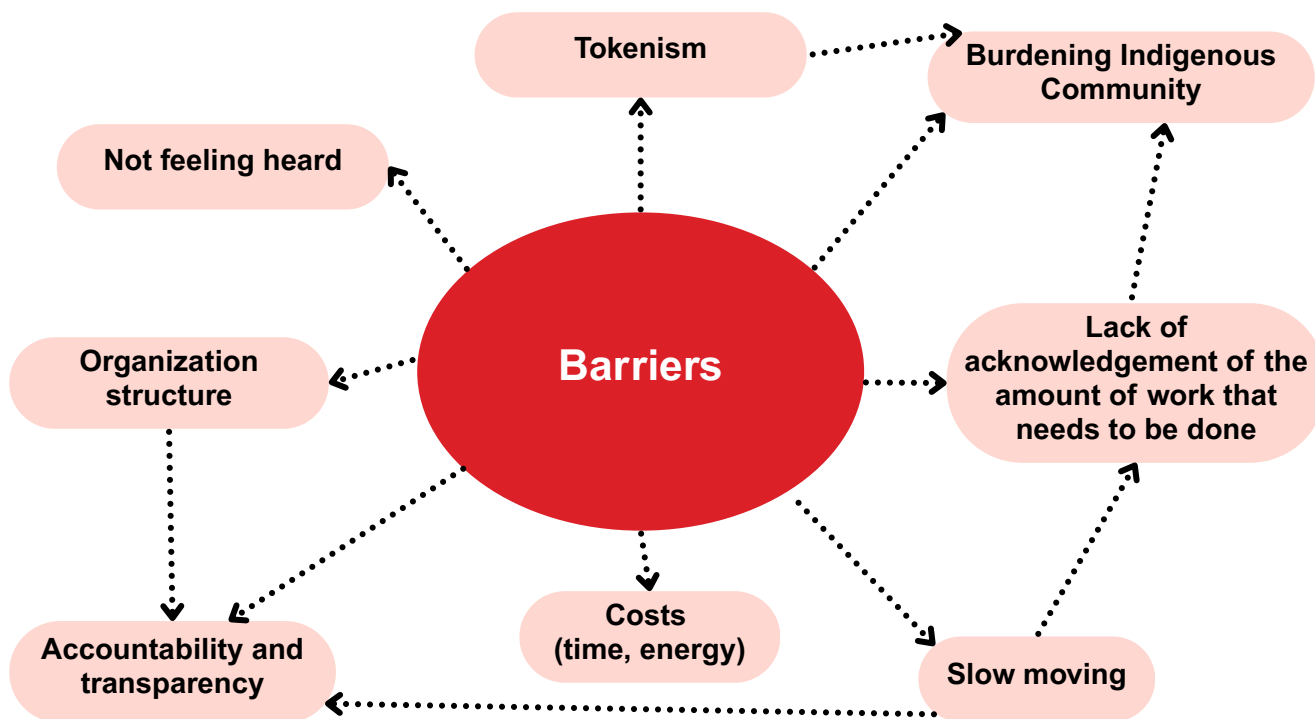 Tokenism
Burdening Indigenous
Community
Not feeling heard
Barriers
Organization
structure
Lack of
acknowledgement of the
amount of work that
needs to be done
Costs
(time, energy)
Accountability and
transparency
Slow moving